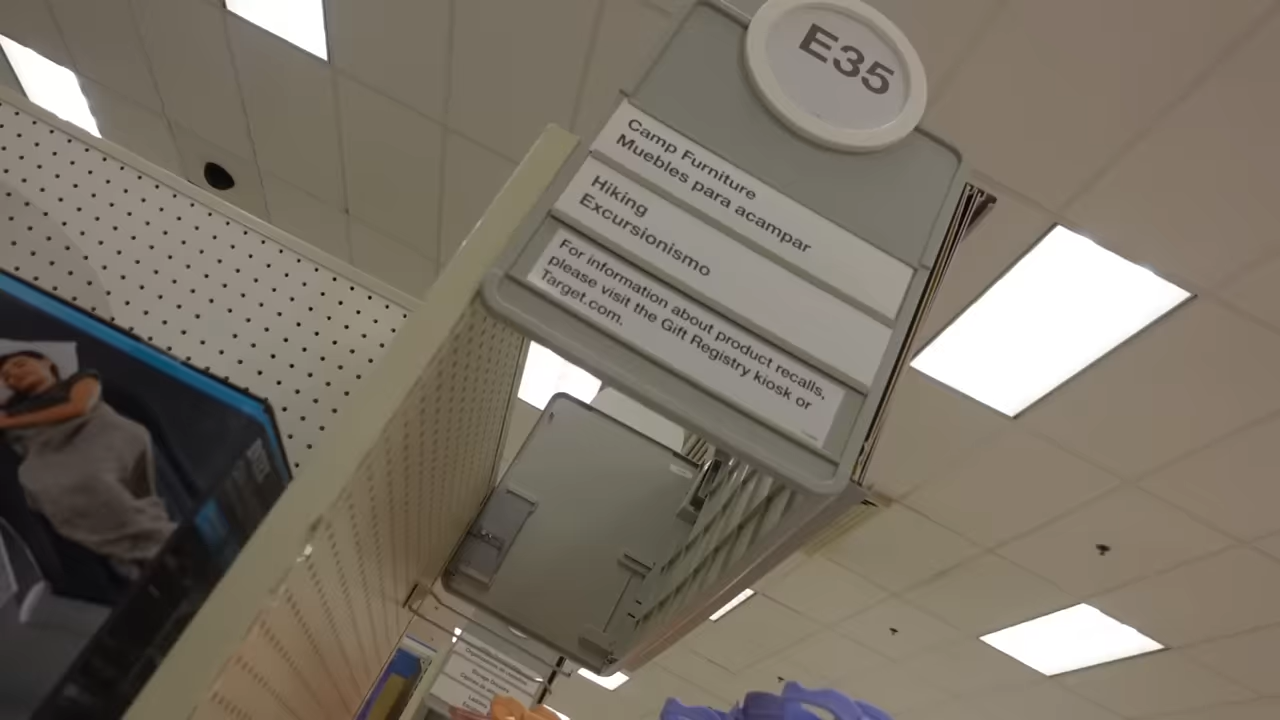 E35
Camp Furniture
Muebles para acampar
Hiking
Excursionismo
For information about product recalls,
please visit the Gift Registry kiosk or
Target.com.